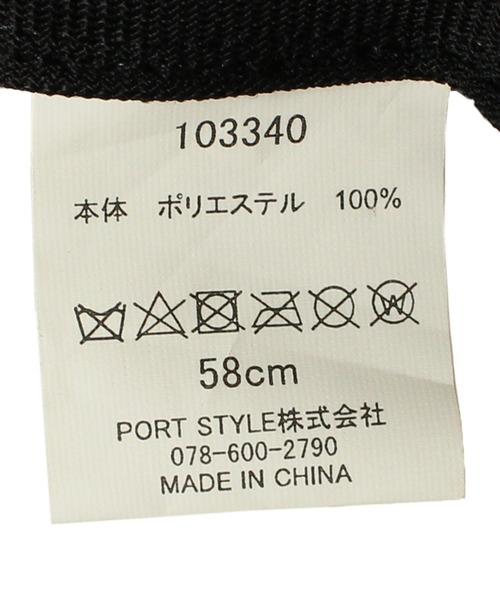 103340
本体 ポリエステル 100%
W
58cm
PORT STYLE株式会社
078-600-2790
MADE IN CHINA